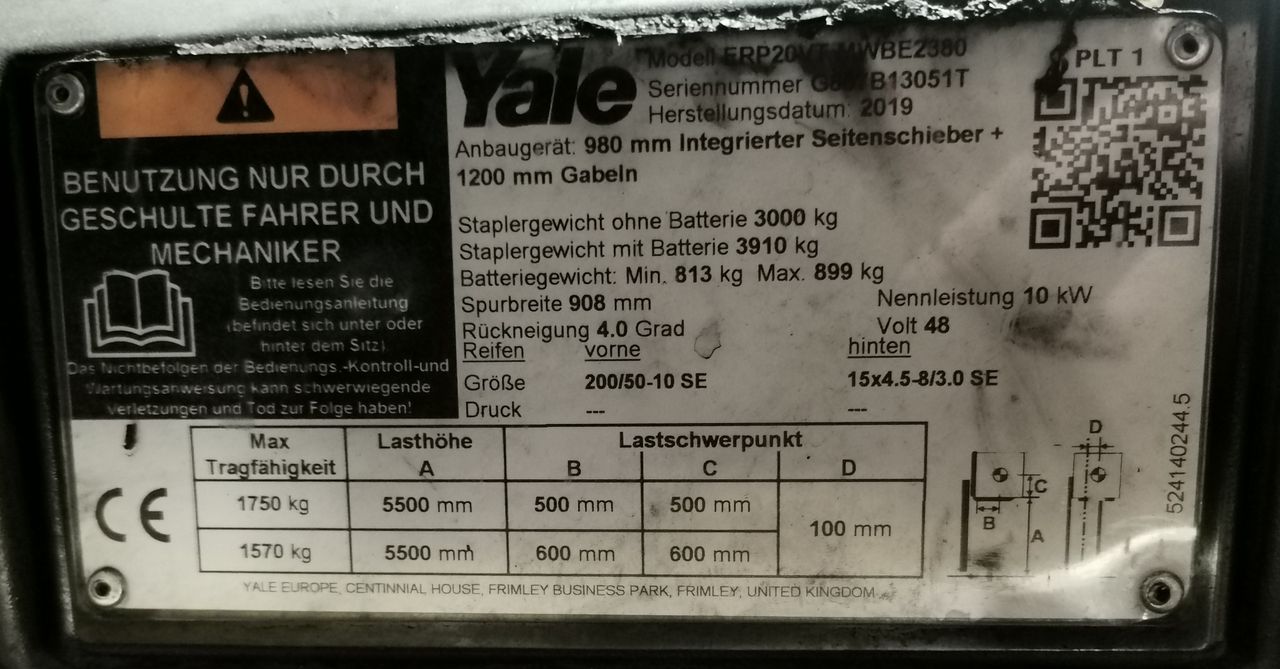 Yale
Modell ERP20VT MWBE2380
Seriennummer B13051T
Herstellungsdatum: 2019
PLT 1
Anbaugerät: 980 mm Integrierter Seitenschieber +
1200 mm Gabeln
BENUTZUNG NUR DURCH
GESCHULTE FAHRER UND
MECHANIKER
Bitte lesen Sie die
Bedienungsanleitung
(befindet sich unter oder
hinter dem Sitz)
Das Nichtbefolgen der Bedienungs.-Kontroll-und
Wartungsanweisung kann schwerwiegende
Verletzungen und Tod zur Folge haben!
Staplergewicht ohne Batterie 3000 kg
Staplergewicht mit Batterie 3910 kg
Batteriegewicht: Min. 813 kg Max. 899 kg
Spurbreite 908 mm Nennleistung 10 kW
Rückneigung 4.0 Grad Volt 48
Reifen vorne hinten
Größe 200/50-10 SE 15x4.5-8/3.0 SE
Druck --- ---
Max Lasthöhe Lastschwerpunkt
Tragfähigkeit A B C D
1750 kg 5500 mm 500 mm 500 mm 100 mm
1570 kg 5500 mm 600 mm 600 mm
CE
D
C
B
A
524140244.5
YALE EUROPE, CENTINNIAL HOUSE, FRIMLEY BUSINESS PARK, FRIMLEY, UNITED KINGDOM